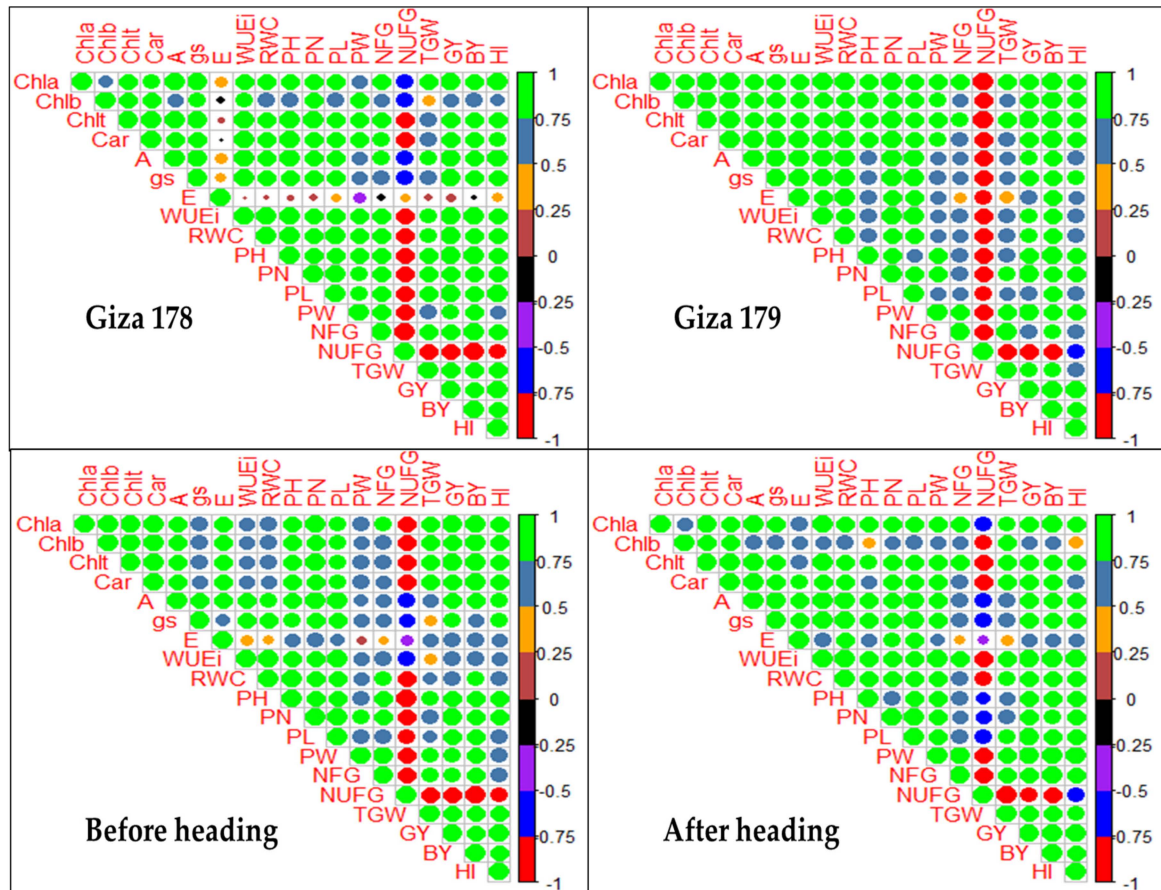 Chla Chlb Chlt Car A gs E WUEi RWC PH PN PL PW NFG NUFG TGW GY BY HI
Chla
Chlb
Chlt
Car
A
gs
E
WUEi
RWC
PH
PN
PL
PW
NFG
NUFG
TGW
GY
BY
HI
1
0.75
0.5
0.25
0
-0.25
-0.5
-0.75
-1
Giza 178
Chla Chlb Chlt Car A gs E WUEi RWC PH PN PL PW NFG NUFG TGW GY BY HI
Chla
Chlb
Chlt
Car
A
gs
E
WUEi
RWC
PH
PN
PL
PW
NFG
NUFG
TGW
GY
BY
HI
1
0.75
0.5
0.25
0
-0.25
-0.5
-0.75
-1
Giza 179
Chla Chlb Chlt Car A gs E WUEi RWC PH PN PL PW NFG NUFG TGW GY BY HI
Chla
Chlb
Chlt
Car
A
gs
E
WUEi
RWC
PH
PN
PL
PW
NFG
NUFG
TGW
GY
BY
HI
1
0.75
0.5
0.25
0
-0.25
-0.5
-0.75
-1
Before heading
Chla Chlb Chlt Car A gs E WUEi RWC PH PN PL PW NFG NUFG TGW GY BY HI
Chla
Chlb
Chlt
Car
A
gs
E
WUEi
RWC
PH
PN
PL
PW
NFG
NUFG
TGW
GY
BY
HI
1
0.75
0.5
0.25
0
-0.25
-0.5
-0.75
-1
After heading